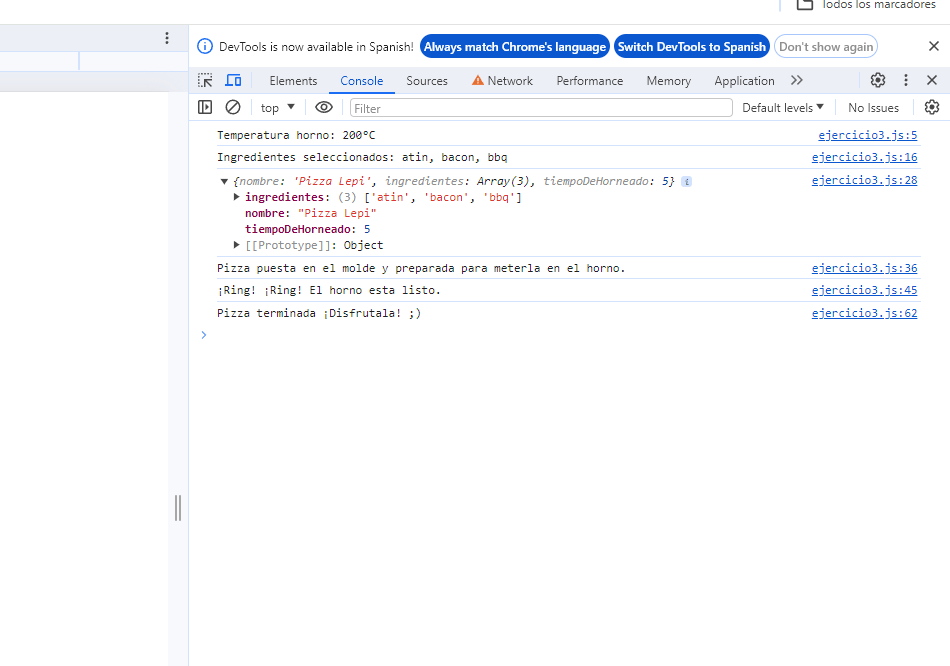 Todos los marcadores
DevTools is now available in Spanish! Always match Chrome's language Switch DevTools to Spanish Don't show again
Elements Console Sources Network Performance Memory Application
top Filter Default levels No Issues
Temperatura horno: 200ºC ejercicio3.js:5
Ingredientes seleccionados: atin, bacon, bbq ejercicio3.js:16
{nombre: 'Pizza Lepi', ingredientes: Array(3), tiempoDeHorneado: 5} i ejercicio3.js:28
ingredientes: (3) ['atin', 'bacon', 'bbq']
nombre: "Pizza Lepi"
tiempoDeHorneado: 5
[[Prototype]]: Object
Pizza puesta en el molde y preparada para meterla en el horno. ejercicio3.js:36
¡Ring! ¡Ring! El horno esta listo. ejercicio3.js:45
Pizza terminada ¡Disfrutala! ;) ejercicio3.js:62